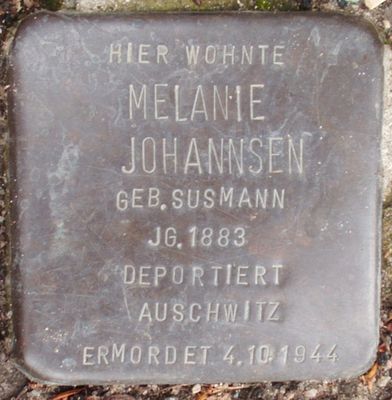 HIER WOHNTE
MELANIE
JOHANNSEN
GEB. SUSMANN
JG. 1883
DEPORTIERT
AUSCHWITZ
ERMORDET 4.10.1944